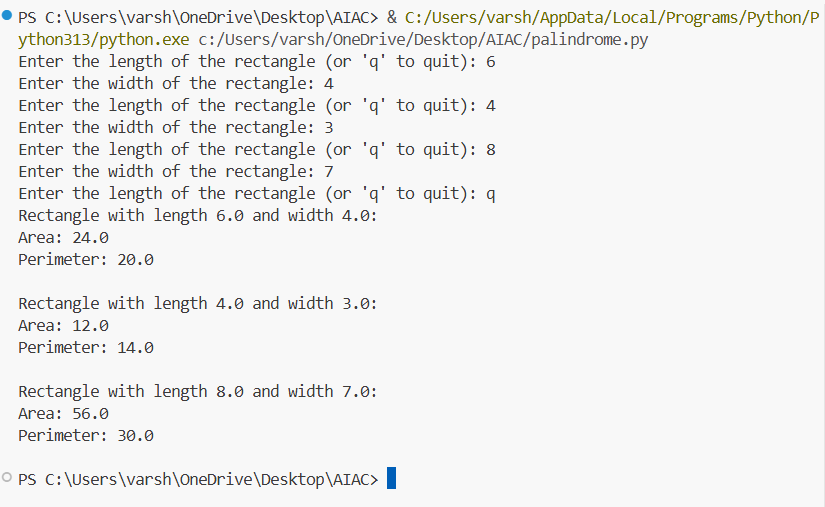 PS C:\Users\varsh\OneDrive\Desktop\AIAC> & C:/Users/varsh/AppData/Local/Programs/Python/P
ython313/python.exe c:/Users/varsh/OneDrive/Desktop/AIAC/palindrome.py
Enter the length of the rectangle (or 'q' to quit): 6
Enter the width of the rectangle: 4
Enter the length of the rectangle (or 'q' to quit): 4
Enter the width of the rectangle: 3
Enter the length of the rectangle (or 'q' to quit): 8
Enter the width of the rectangle: 7
Enter the length of the rectangle (or 'q' to quit): q
Rectangle with length 6.0 and width 4.0:
Area: 24.0
Perimeter: 20.0

Rectangle with length 4.0 and width 3.0:
Area: 12.0
Perimeter: 14.0

Rectangle with length 8.0 and width 7.0:
Area: 56.0
Perimeter: 30.0

PS C:\Users\varsh\OneDrive\Desktop\AIAC>